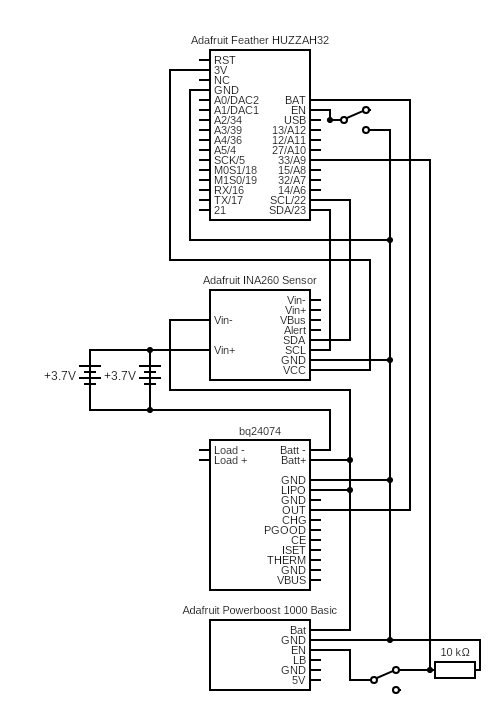 Adafruit Feather HUZZAH32
RST
3V
NC
GND
A0/DAC2 BAT
A1/DAC1 EN
A2/34 USB
A3/39 13/A12
A4/36 12/A11
A5/4 27/A10
SCK/5 33/A9
M0S1/18 15/A8
M1S0/19 32/A7
RX/16 14/A6
TX/17 SCL/22
21 SDA/23
Adafruit INA260 Sensor
Vin-
Vin+
Vin- VBus
Alert
SDA
Vin+ SCL
GND
VCC
+3.7V +3.7V
bq24074
Load - Batt -
Load + Batt+
GND
LIPO
GND
OUT
CHG
PGOOD
CE
ISET
THERM
GND
VBUS
Adafruit Powerboost 1000 Basic
Bat
GND
EN
LB
GND
5V
10 kΩ